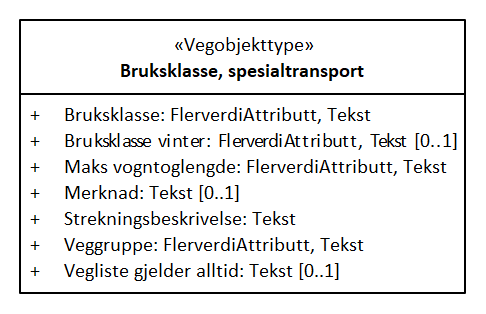 «Vegobjekttype»
Bruksklasse, spesialtransport
+ Bruksklasse: FlerverdiAttributt, Tekst
+ Bruksklasse vinter: FlerverdiAttributt, Tekst [0..1]
+ Maks vogntoglengde: FlerverdiAttributt, Tekst
+ Merknad: Tekst [0..1]
+ Strekningsbeskrivelse: Tekst
+ Veggruppe: FlerverdiAttributt, Tekst
+ Vegliste gjelder alltid: Tekst [0..1]